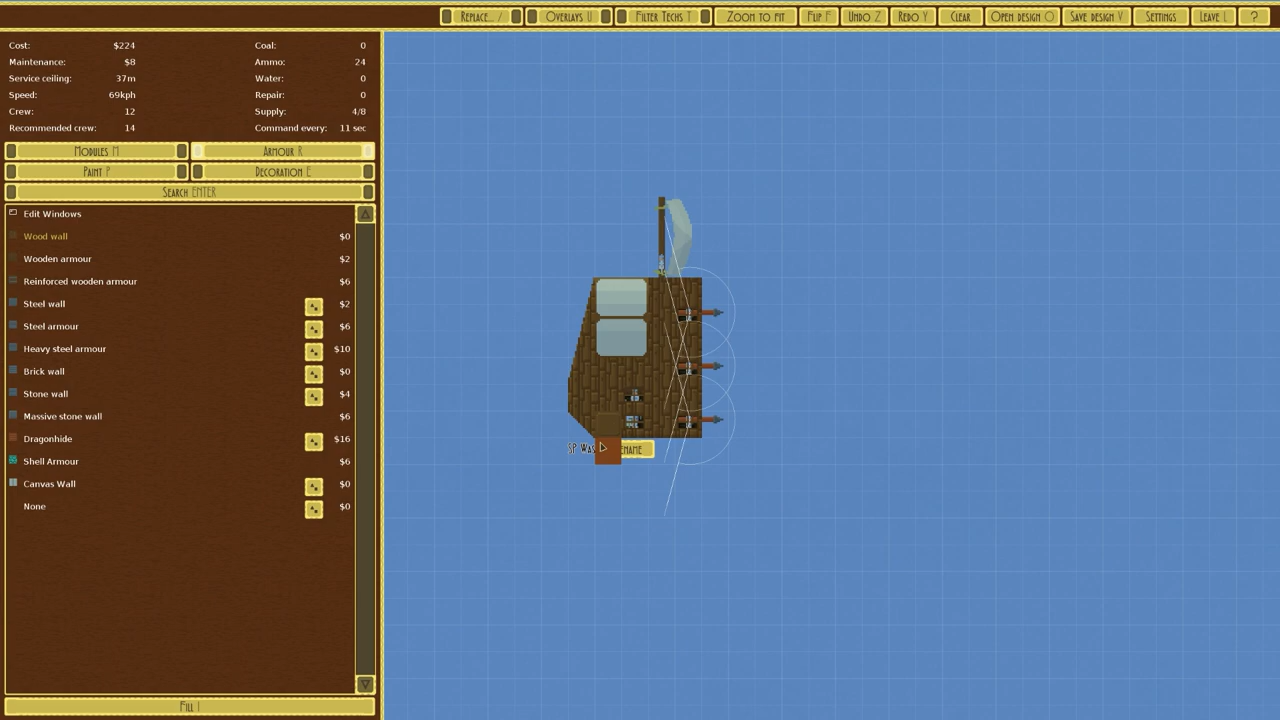 Replace... / Overlays U Filter Techs T Zoom to fit Flip F Undo Z Redo Y Clear Open design O Save design V Settings Leave L ?
Cost: $224 Coal: 0
Maintenance: $8 Ammo: 24
Service ceiling: 37m Water: 0
Speed: 69kph Repair: 0
Crew: 12 Supply: 4/8
Recommended crew: 14 Command every: 11 sec
Modules M Armour R
Paint P Decoration E
Search ENTER
Edit Windows
Wood wall $0
Wooden armour $2
Reinforced wooden armour $6
Steel wall $2
Steel armour $6
Heavy steel armour $10
Brick wall $0
Stone wall $4
Massive stone wall $6
Dragonhide $16
Shell Armour $6
Canvas Wall $0
None $0
SP
Fill I